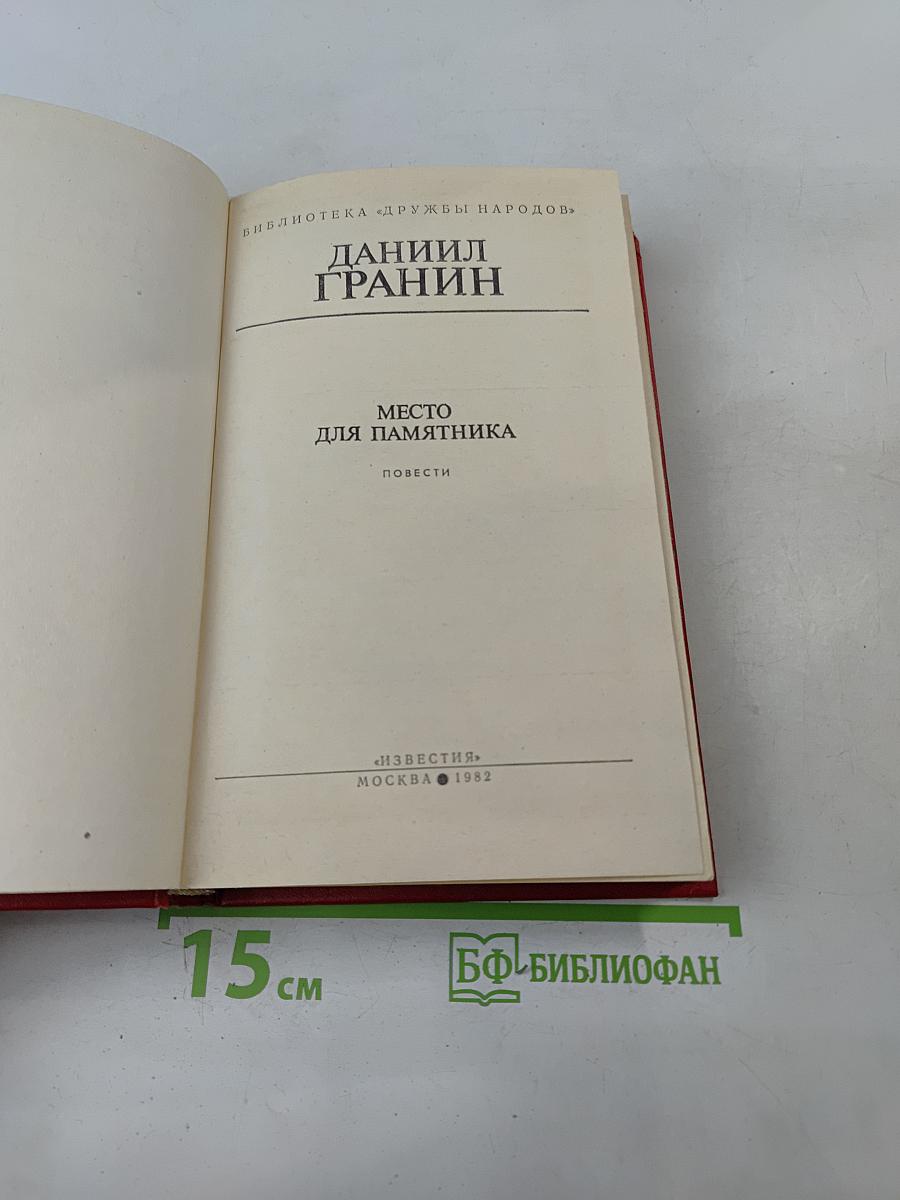 БИБЛИОТЕКА «ДРУЖБЫ НАРОДОВ»
ДАНИИЛ
ГРАНИН
МЕСТО
ДЛЯ ПАМЯТНИКА
ПОВЕСТИ
«ИЗВЕСТИЯ»
МОСКВА ● 1982
15 см
БФ БИБЛИОФАН